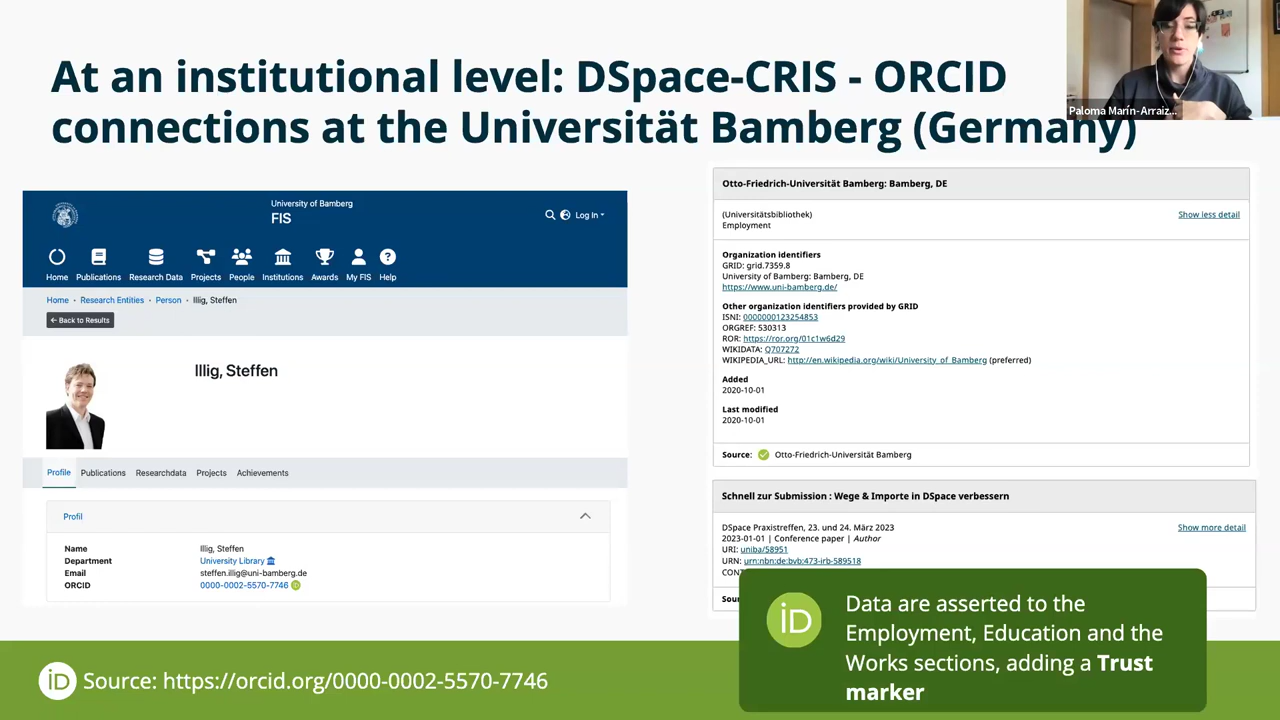 At an institutional level: DSpace-CRIS - ORCID
connections at the Universität Bamberg (Germany)
Paloma Marín-Arraiz...
University of Bamberg
FIS
Log In
Home
Publications
Research Data
Projects
People
Institutions
Awards
My FIS
Help
Home • Research Entities • Person • Illig, Steffen
← Back to Results
Illig, Steffen
Profile
Publications
Researchdata
Projects
Achievements
Profil
Name Illig, Steffen
Department University Library
Email steffen.illig@uni-bamberg.de
ORCID 0000-0002-5570-7746
Otto-Friedrich-Universität Bamberg: Bamberg, DE
(Universitätsbibliothek)
Show less detail
Employment
Organization identifiers
GRID: grid.7359.8
University of Bamberg: Bamberg, DE
https://www.uni-bamberg.de/
Other organization identifiers provided by GRID
ISNI: 0000000123254853
ORGREF: 530313
ROR: https://ror.org/01c1w6d29
WIKIDATA: Q707272
WIKIPEDIA_URL: http://en.wikipedia.org/wiki/University_of_Bamberg (preferred)
Added
2020-10-01
Last modified
2020-10-01
Source: Otto-Friedrich-Universität Bamberg
Schnell zur Submission : Wege & Importe in DSpace verbessern
DSpace Praxistreffen, 23. und 24. März 2023
Show more detail
2023-01-01 | Conference paper | Author
URI: uniba/58951
URN: urn:nbn:de:bvb:473-irb-589518
iD
Data are asserted to the
Employment, Education and the
Works sections, adding a Trust
marker
iD Source: https://orcid.org/0000-0002-5570-7746